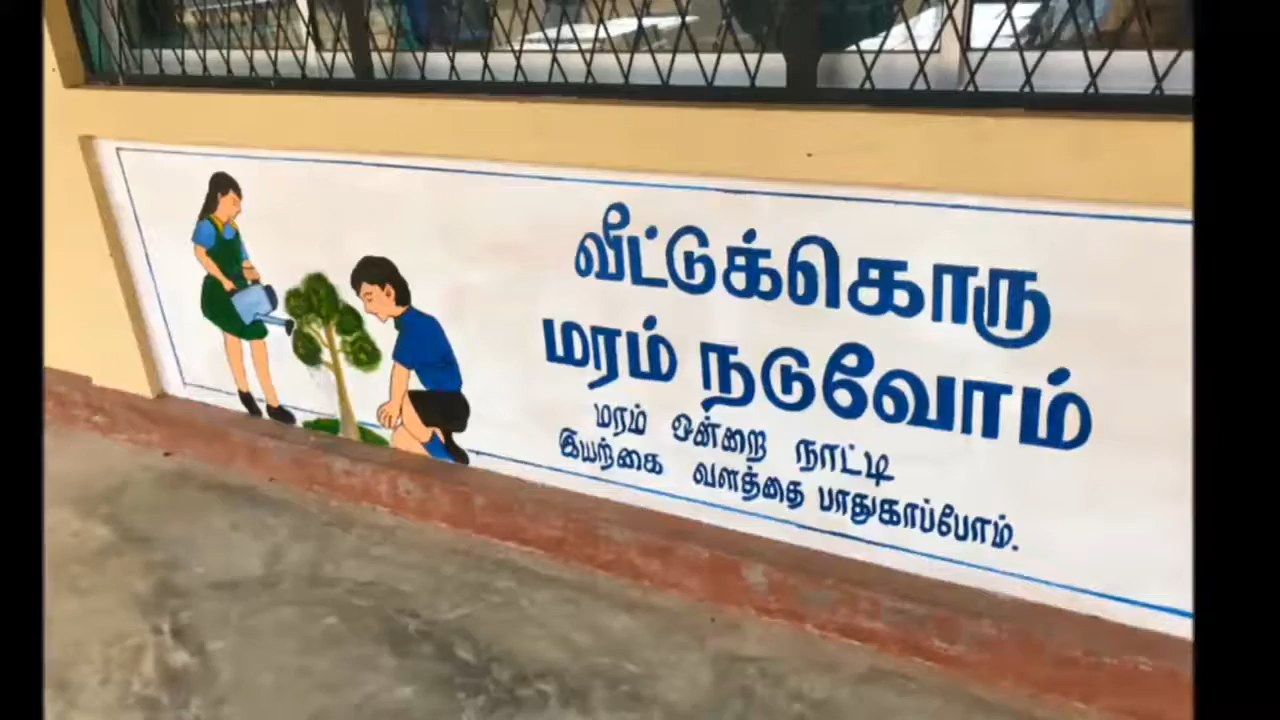 வீட்டுக்கொரு
மரம் நடுவோம்
மரம் ஒன்றை நாட்டி
இயற்கை வளத்தை பாதுகாப்போம்.